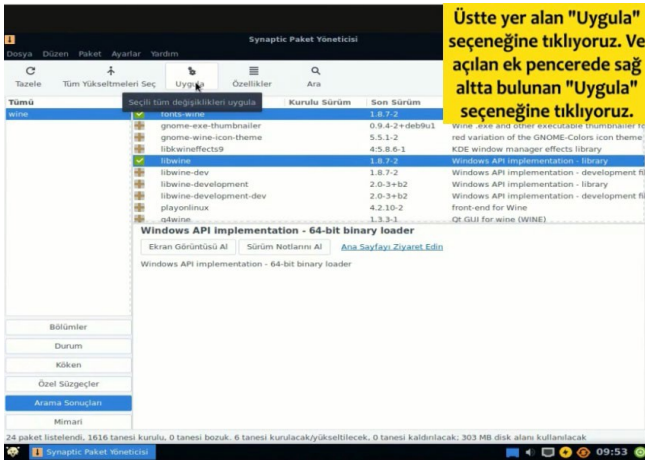 Üstte yer alan "Uygula"
seçeneğine tıklıyoruz. Ve
açılan ek pencerede sağ
altta bulunan "Uygula"
seçeneğine tıklıyoruz.
Synaptic Paket Yöneticisi
Dosya Düzen Paket Ayarlar Yardım
Tazele Tüm Yükseltmeleri Seç Uygula Özellikler Ara
Tümü Kurulu Sürüm Son Sürüm
Seçili tüm değişiklikleri uygula
wine fonts-wine 1.8.7-2
gnome-exe-thumbnailer 0.9.4-2+deb9u1 Wine .exe and other executable thumbnailer fo
gnome-wine-icon-theme 5.5.1-2 red variation of the GNOME-Colors icon theme
libkwineffects9 4:5.8.6-1 KDE window manager effects library
libwine 1.8.7-2 Windows API implementation - library
libwine-dev 1.8.7-2 Windows API implementation - development fi
libwine-development 2.0-3+b2 Windows API implementation - library
libwine-development-dev 2.0-3+b2 Windows API implementation - development fi
playonlinux 4.2.10-2 front-end for Wine
q4wine 1.3.3-1 Qt GUI for wine (WINE)
Windows API implementation - 64-bit binary loader
Ekran Görüntüsü Al Sürüm Notlarını Al Ana Sayfayı Ziyaret Edin
Windows API implementation - 64-bit binary loader
Bölümler
Durum
Köken
Özel Süzgeçler
Arama Sonuçları
Mimari
24 paket listelendi, 1616 tanesi kurulu, 0 tanesi bozuk. 6 tanesi kurulacak/yükseltilecek, 0 tanesi kaldırılacak; 303 MB disk alanı kullanılacak
Synaptic Paket Yöneticisi 09:53